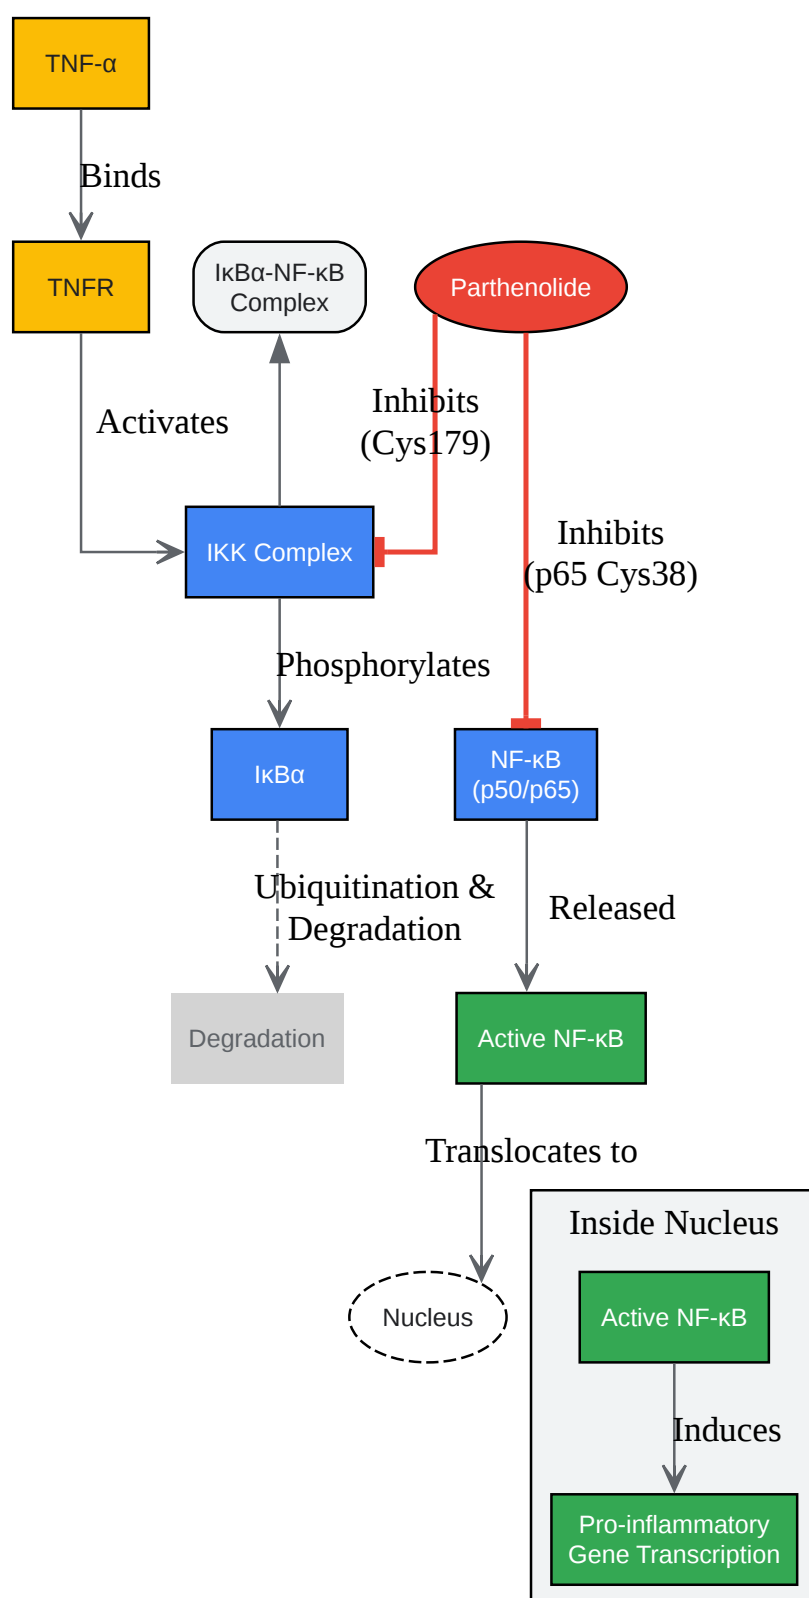 TNF-α
Binds
TNFR
IκBα-NF-κB
Complex
Parthenolide
Activates
Inhibits
(Cys179)
IKK Complex
Inhibits
(p65 Cys38)
Phosphorylates
IκBα
NF-κB
(p50/p65)
Ubiquitination &
Degradation
Released
Degradation
Active NF-κB
Translocates to
Inside Nucleus
Nucleus
Active NF-κB
Induces
Pro-inflammatory
Gene Transcription